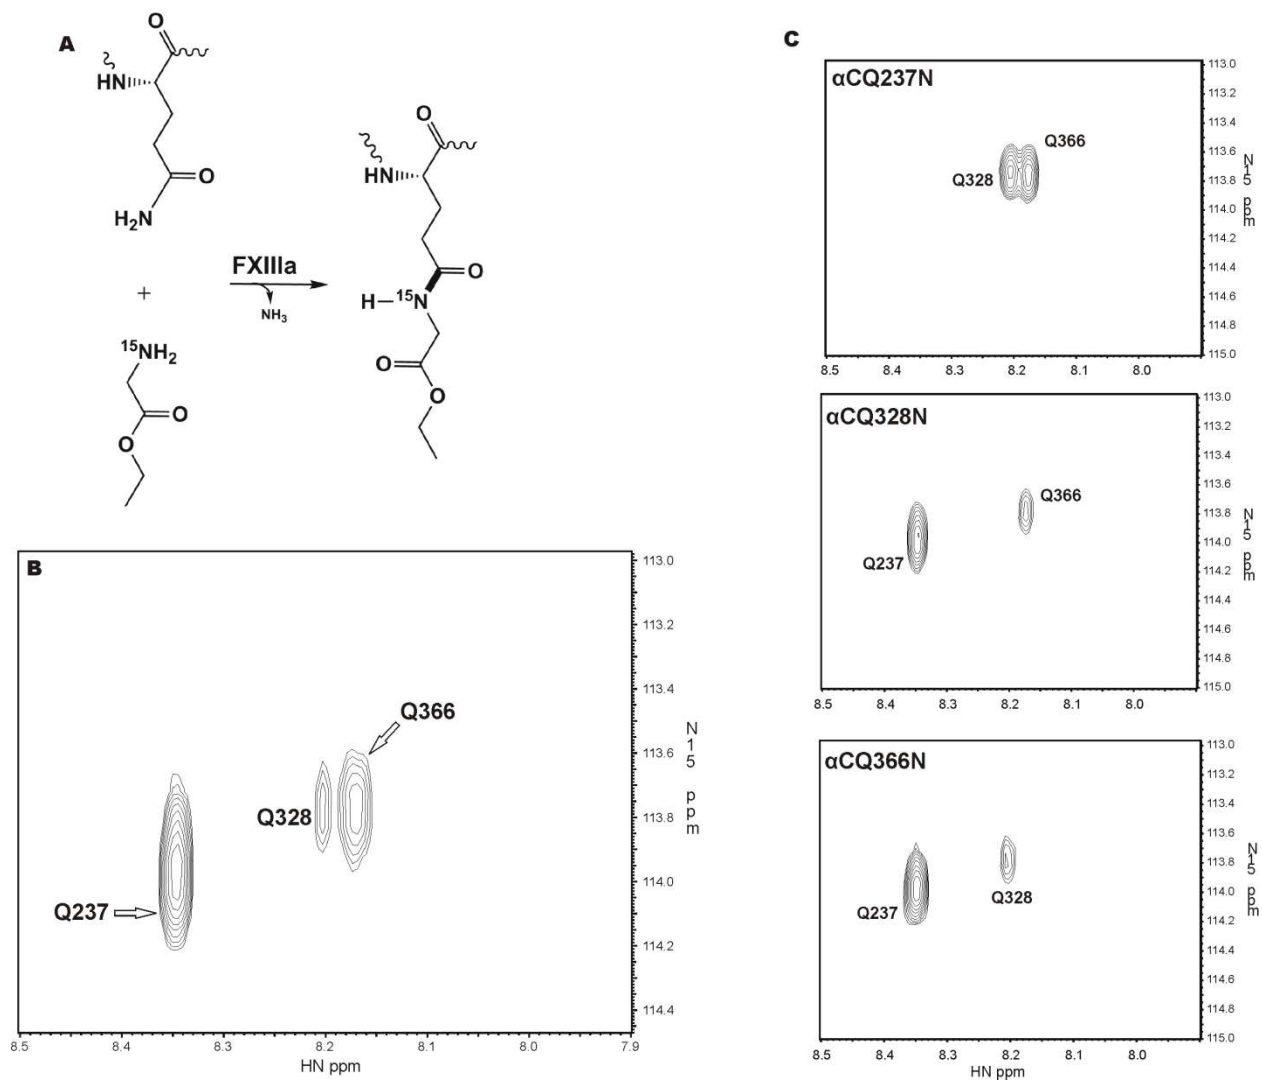 A
O
HN
O
H₂N
+
¹⁵NH₂
O
O
FXIIIa
NH₃
O
HN
O
H–¹⁵N
O
O
B
Q366
Q328
Q237
113.0
113.2
113.4
113.6
113.8
114.0
114.2
114.4
N15 ppm
8.5 8.4 8.3 8.2 8.1 8.0 7.9
HN ppm
C
αCQ237N
Q366
Q328
113.0
113.2
113.4
113.6
113.8
114.0
114.2
114.4
114.6
114.8
115.0
N15 ppm
8.5 8.4 8.3 8.2 8.1 8.0
αCQ328N
Q366
Q237
113.0
113.2
113.4
113.6
113.8
114.0
114.2
114.4
114.6
114.8
115.0
N15 ppm
8.5 8.4 8.3 8.2 8.1 8.0
αCQ366N
Q237
Q328
113.0
113.2
113.4
113.6
113.8
114.0
114.2
114.4
114.6
114.8
115.0
N15 ppm
8.5 8.4 8.3 8.2 8.1 8.0
HN ppm